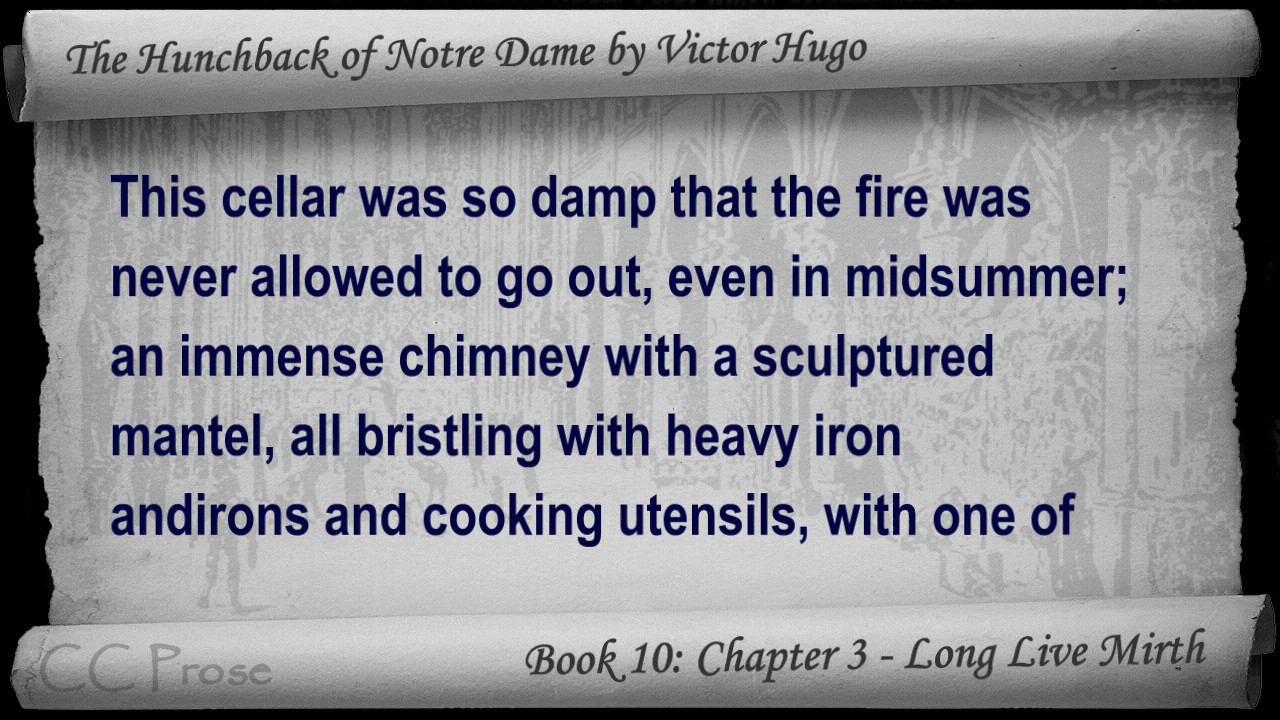 The Hunchback of Notre Dame by Victor Hugo
This cellar was so damp that the fire was
never allowed to go out, even in midsummer;
an immense chimney with a sculptured
mantel, all bristling with heavy iron
andirons and cooking utensils, with one of
CC Prose
Book 10: Chapter 3 - Long Live Mirth